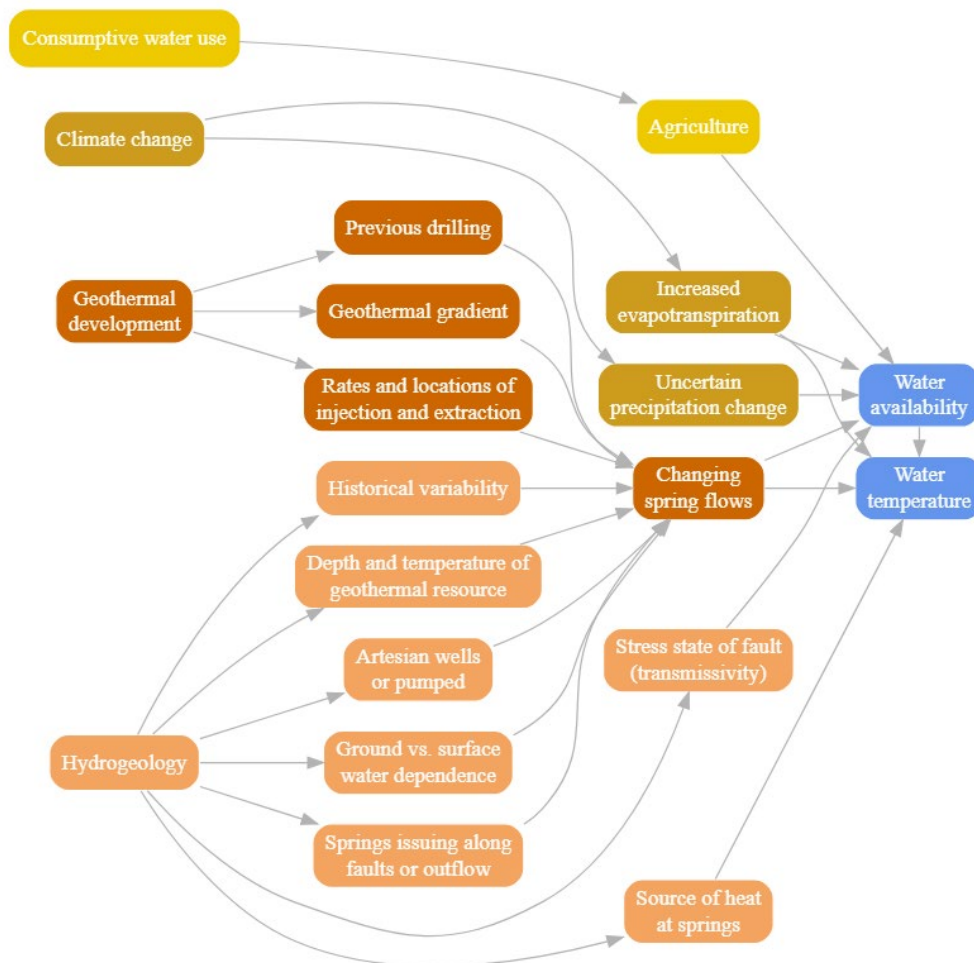 Consumptive water use
Climate change
Agriculture
Previous drilling
Geothermal
development
Geothermal gradient
Increased
evapotranspiration
Rates and locations of
injection and extraction
Uncertain
precipitation change
Water
availability
Historical variability
Changing
spring flows
Water
temperature
Depth and temperature of
geothermal resource
Artesian wells
or pumped
Stress state of fault
(transmissivity)
Hydrogeology
Ground vs. surface
water dependence
Springs issuing along
faults or outflow
Source of heat
at springs